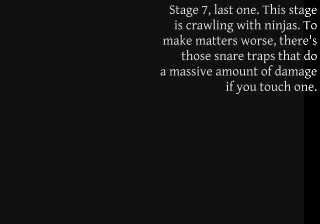 Stage 7, last one. This stage
is crawling with ninjas. To
make matters worse, there's
those snare traps that do
a massive amount of damage
if you touch one.